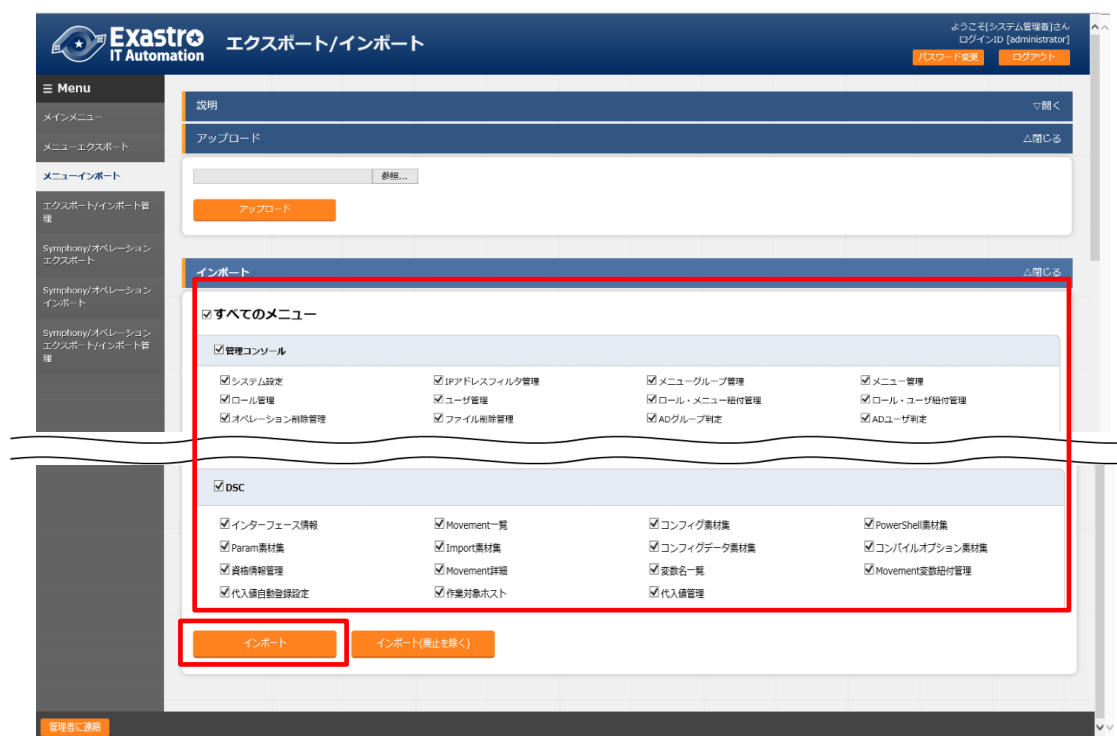 Exastro
IT Automation
エクスポート/インポート
ようこそ[システム管理者]さん
ログインID [administrator]
パスワード変更 ログアウト
≡ Menu
メインメニュー
メニューエクスポート
メニューインポート
エクスポート/インポート管
理
Symphony/オペレーション
エクスポート
Symphony/オペレーション
インポート
Symphony/オペレーション
エクスポート/インポート管
理
説明 ▽開く
アップロード △閉じる
参照...
アップロード
インポート △閉じる
すべてのメニュー
管理コンソール
システム設定 IPアドレスフィルタ管理 メニューグループ管理 メニュー管理
ロール管理 ユーザ管理 ロール・メニュー紐付管理 ロール・ユーザ紐付管理
オペレーション削除管理 ファイル削除管理 ADグループ判定 ADユーザ判定
DSC
インターフェース情報 Movement一覧 コンフィグ素材集 PowerShell素材集
Param素材集 Import素材集 コンフィグデータ素材集 コンパイルオプション素材集
資格情報管理 Movement詳細 変数名一覧 Movement変数紐付管理
代入値自動登録設定 作業対象ホスト 代入値管理
インポート インポート(廃止を除く)
管理者に連絡